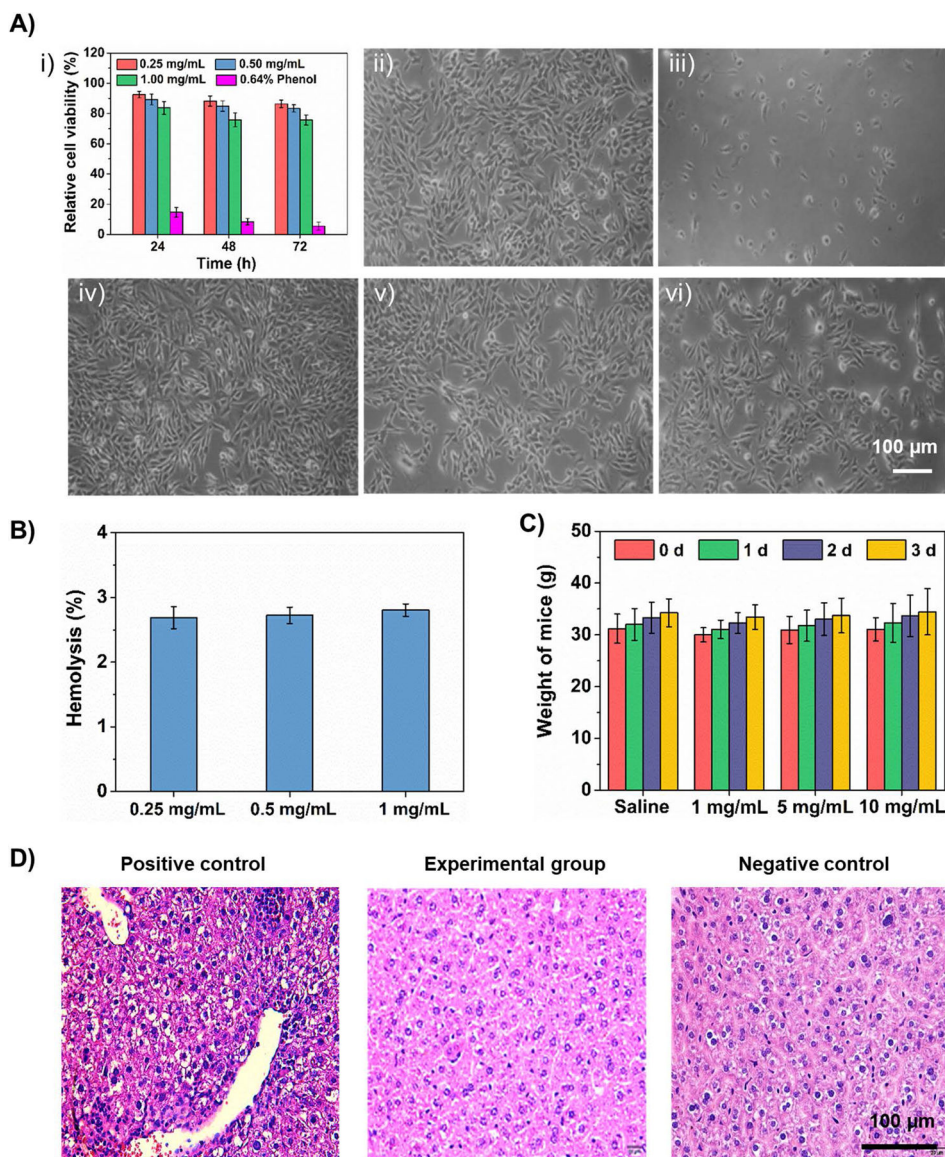 A)
i)
0.25 mg/mL 0.50 mg/mL
1.00 mg/mL 0.64% Phenol
Relative cell viability (%)
120
100
80
60
40
20
0
24 48 72
Time (h)
ii)
iii)
iv)
v)
vi)
100 μm
B)
Hemolysis (%)
4
3
2
1
0
0.25 mg/mL 0.5 mg/mL 1 mg/mL
C)
Weight of mice (g)
50
40
30
20
10
0
0 d 1 d 2 d 3 d
Saline 1 mg/mL 5 mg/mL 10 mg/mL
D)
Positive control
Experimental group
Negative control
100 μm